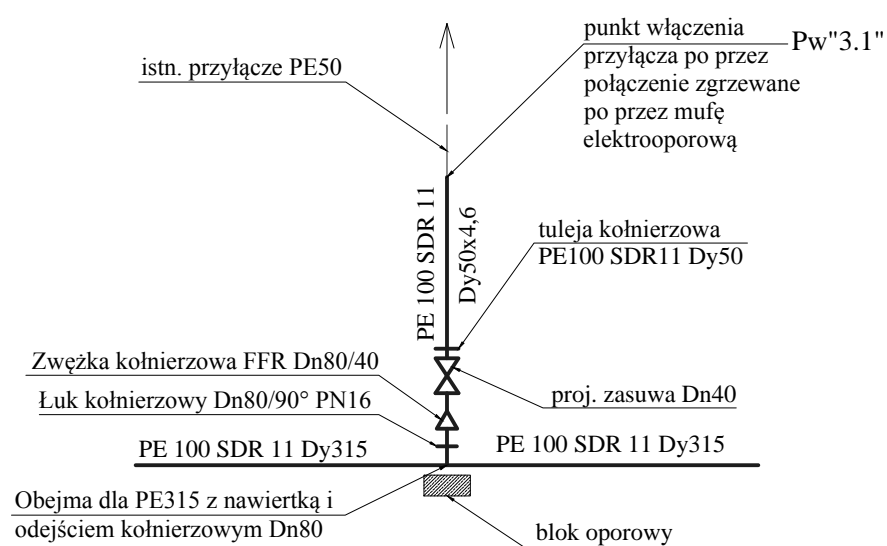 punkt włączenia
przyłącza po przez
połączenie zgrzewane
po przez mufę
elektrooporową
Pw"3.1"
istn. przyłącze PE50
PE 100 SDR 11
Dy50x4,6
tuleja kołnierzowa
PE100 SDR11 Dy50
Zwężka kołnierzowa FFR Dn80/40
Łuk kołnierzowy Dn80/90° PN16
proj. zasuwa Dn40
PE 100 SDR 11 Dy315
PE 100 SDR 11 Dy315
Obejma dla PE315 z nawiertką i
odejściem kołnierzowym Dn80
blok oporowy